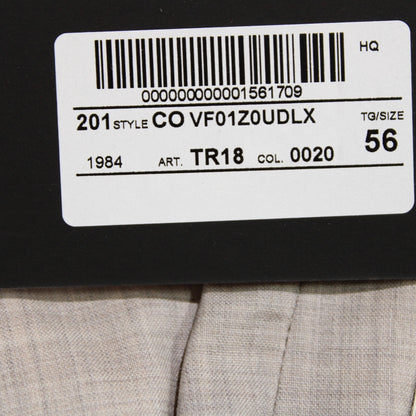 HQ
000000000001561709
201 STYLE CO VF01Z0UDLX TG/SIZE
56
1984 ART. TR18 COL. 0020